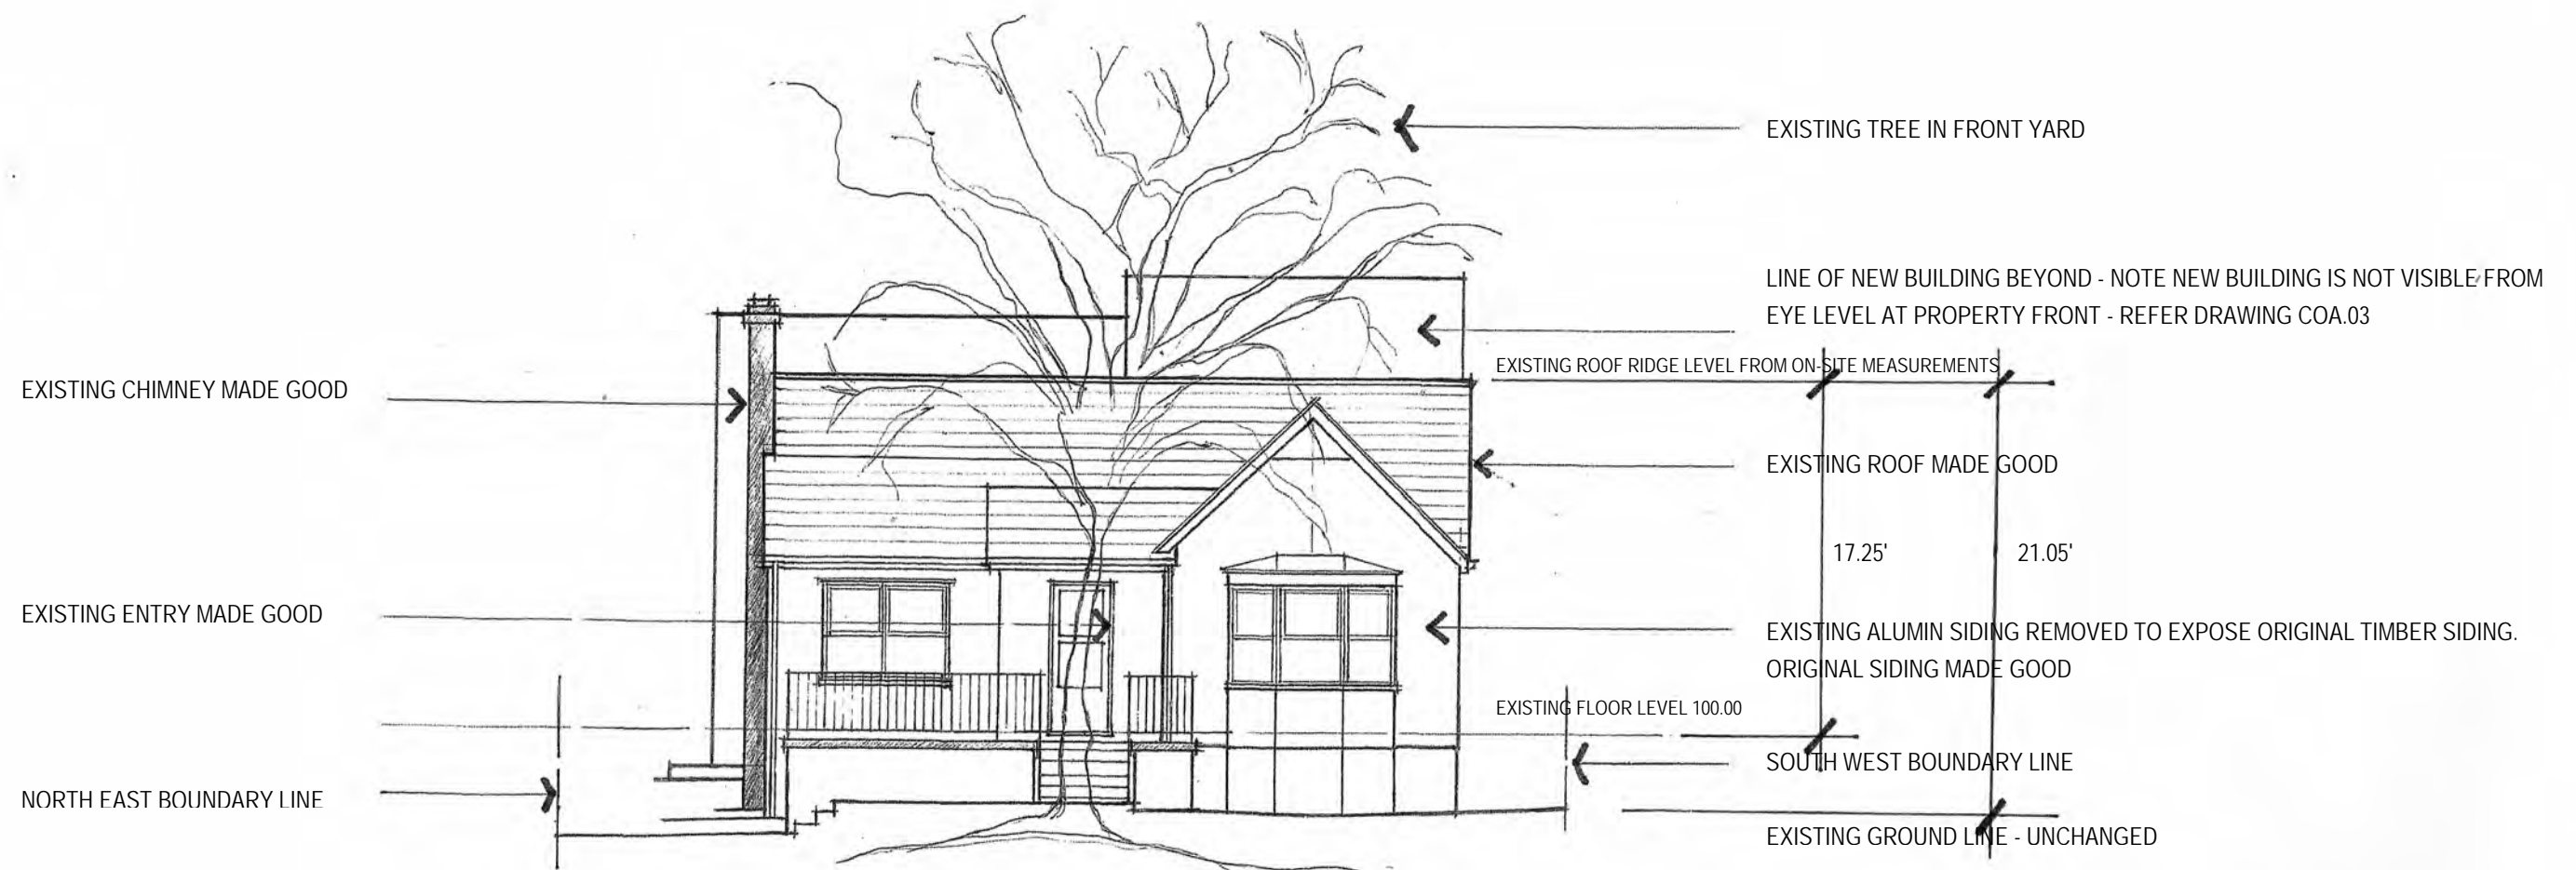 EXISTING TREE IN FRONT YARD
LINE OF NEW BUILDING BEYOND - NOTE NEW BUILDING IS NOT VISIBLE FROM
EYE LEVEL AT PROPERTY FRONT - REFER DRAWING COA.03
EXISTING ROOF RIDGE LEVEL FROM ON-SITE MEASUREMENTS
EXISTING CHIMNEY MADE GOOD
EXISTING ROOF MADE GOOD
17.25'
21.05'
EXISTING ENTRY MADE GOOD
EXISTING ALUMIN SIDING REMOVED TO EXPOSE ORIGINAL TIMBER SIDING.
ORIGINAL SIDING MADE GOOD
EXISTING FLOOR LEVEL 100.00
SOUTH WEST BOUNDARY LINE
NORTH EAST BOUNDARY LINE
EXISTING GROUND LINE - UNCHANGED